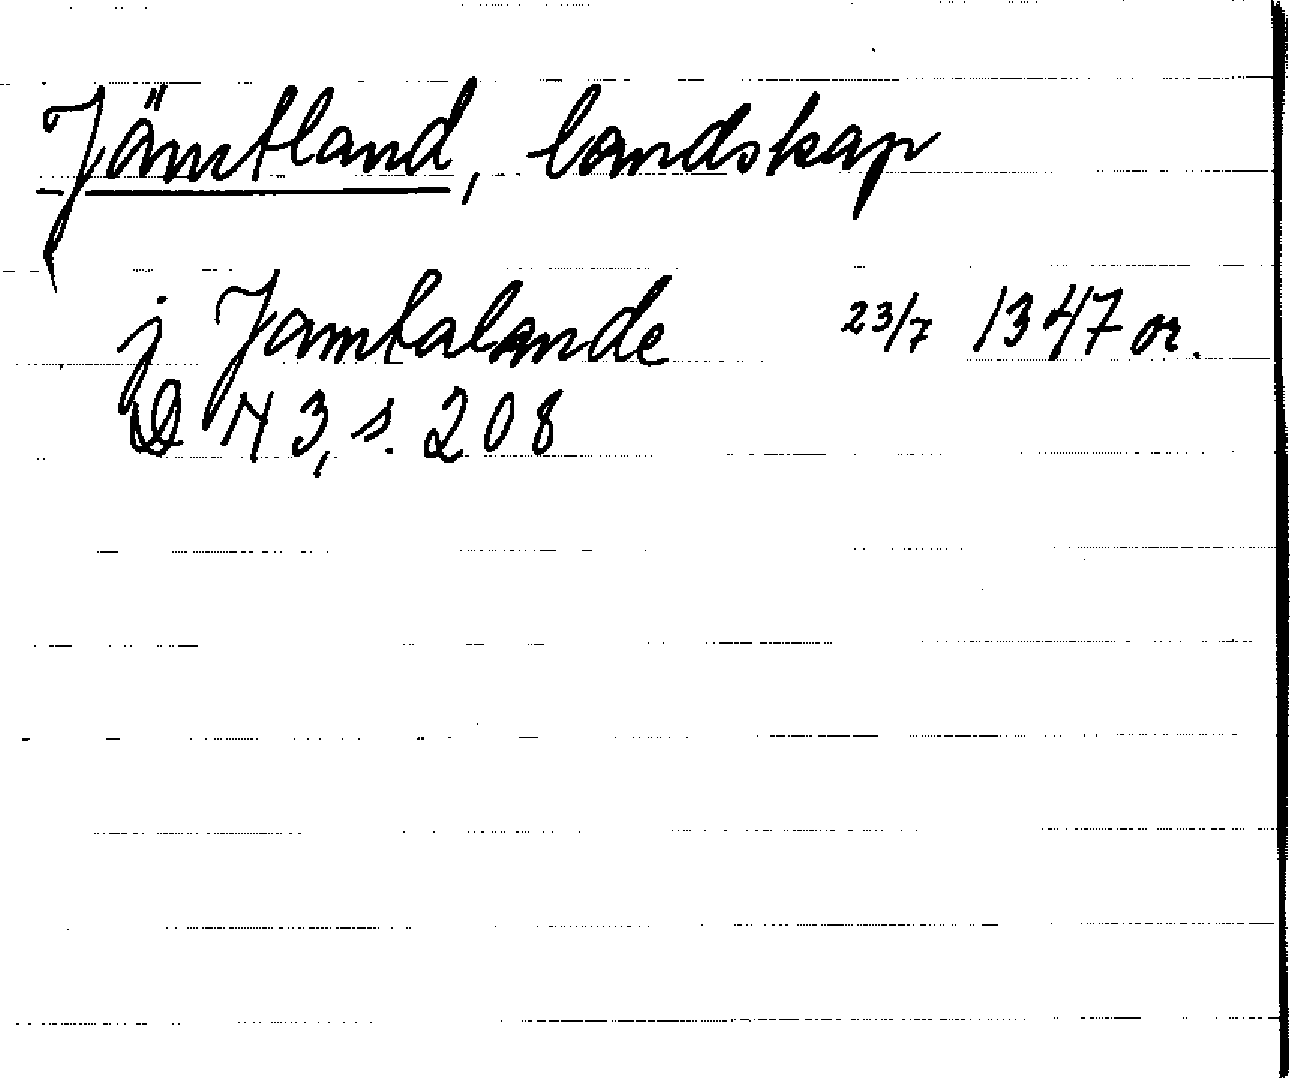 Jämtland, landskap
j Jamtalande 23/7 1347 or.
DN 3, s. 208